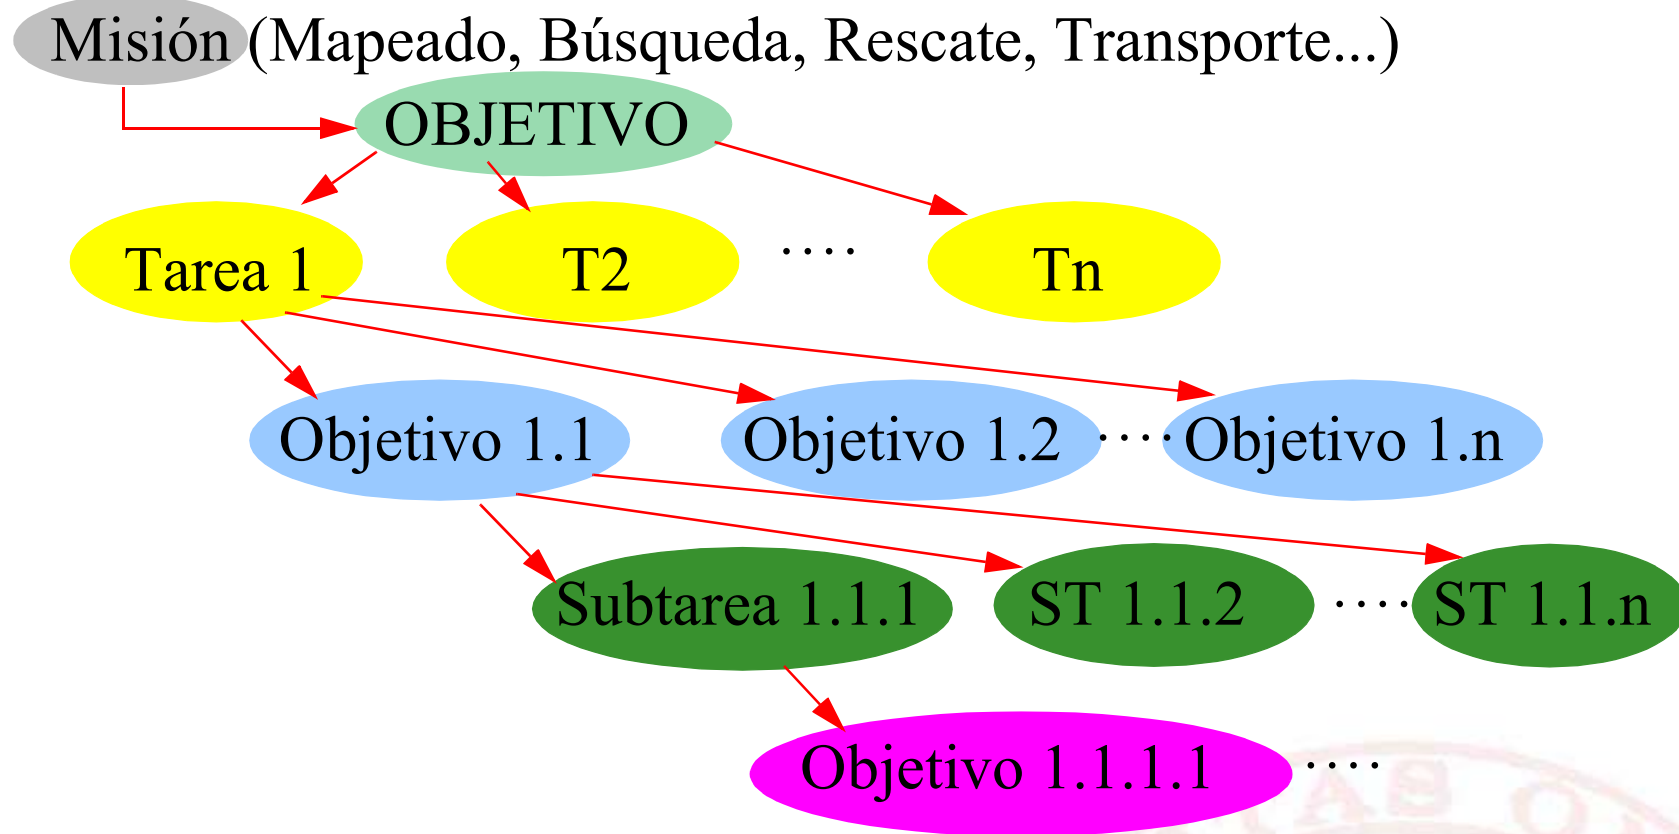 Misión (Mapeado, Búsqueda, Rescate, Transporte...)
OBJETIVO
Tarea 1 T2 .... Tn
Objetivo 1.1 Objetivo 1.2 .... Objetivo 1.n
Subtarea 1.1.1 ST 1.1.2 .... ST 1.1.n
Objetivo 1.1.1.1 ....